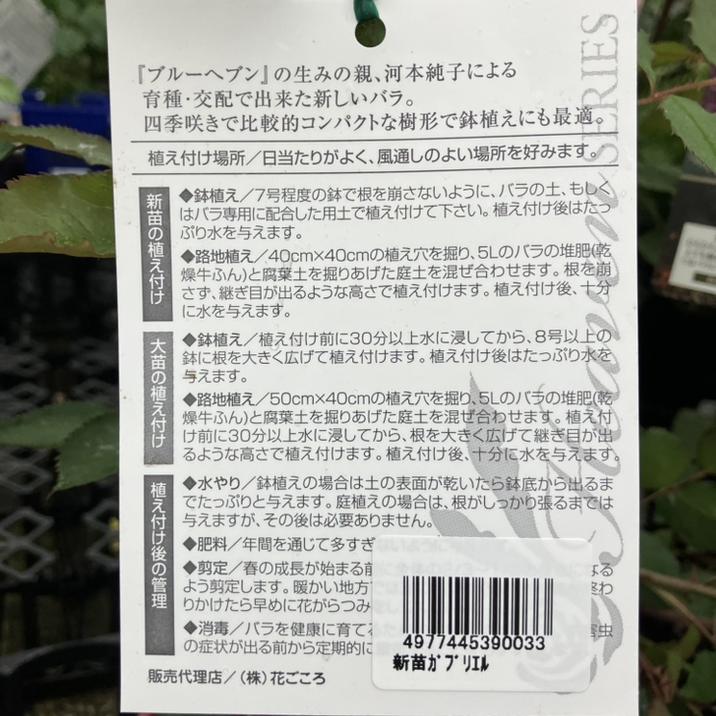 『ブルーヘブン』の生みの親、河本純子による
育種・交配で出来た新しいバラ。
四季咲きで比較的コンパクトな樹形で鉢植えにも最適。
植え付け場所／日当たりがよく、風通しのよい場所を好みます。
新苗の植え付け
◆鉢植え／7号程度の鉢で根を崩さないように、バラの土、もしく
はバラ専用に配合した用土で植え付けて下さい。植え付け後はたっ
ぷり水を与えます。
◆路地植え／40cm×40cmの植え穴を掘り、5Lのバラの堆肥(乾
燥牛ふん)と腐葉土を掘りあげた庭土を混ぜ合わせます。根を崩
さず、継ぎ目が出るような高さで植え付けます。植え付け後、十分
に水を与えます。
大苗の植え付け
◆鉢植え／植え付け前に30分以上水に浸してから、8号以上の
鉢に根を大きく広げて植え付けます。植え付け後はたっぷり水を
与えます。
◆路地植え／50cm×40cmの植え穴を掘り、5Lのバラの堆肥(乾
燥牛ふん)と腐葉土を掘りあげた庭土を混ぜ合わせます。植え付
け前に30分以上水に浸してから、根を大きく広げて継ぎ目が出
るような高さで植え付けます。植え付け後、十分に水を与えます。
植え付け後の管理
◆水やり／鉢植えの場合は土の表面が乾いたら鉢底から出るま
でたっぷりと与えます。庭植えの場合は、根がしっかり張るまでは
与えますが、その後は必要ありません。
◆肥料／年間を通じて多すぎ
◆剪定／春の成長が始まる前 なる
よう剪定します。暖かい地方で 終わ
りかけたら早めに花がらつみ
◆消毒／バラを健康に育てるた 害虫
の症状が出る前から定期的に
販売代理店／(株)花ごころ
Heaven SERIES
4977445390033
新苗ｶﾞﾌﾞﾘｴﾙ